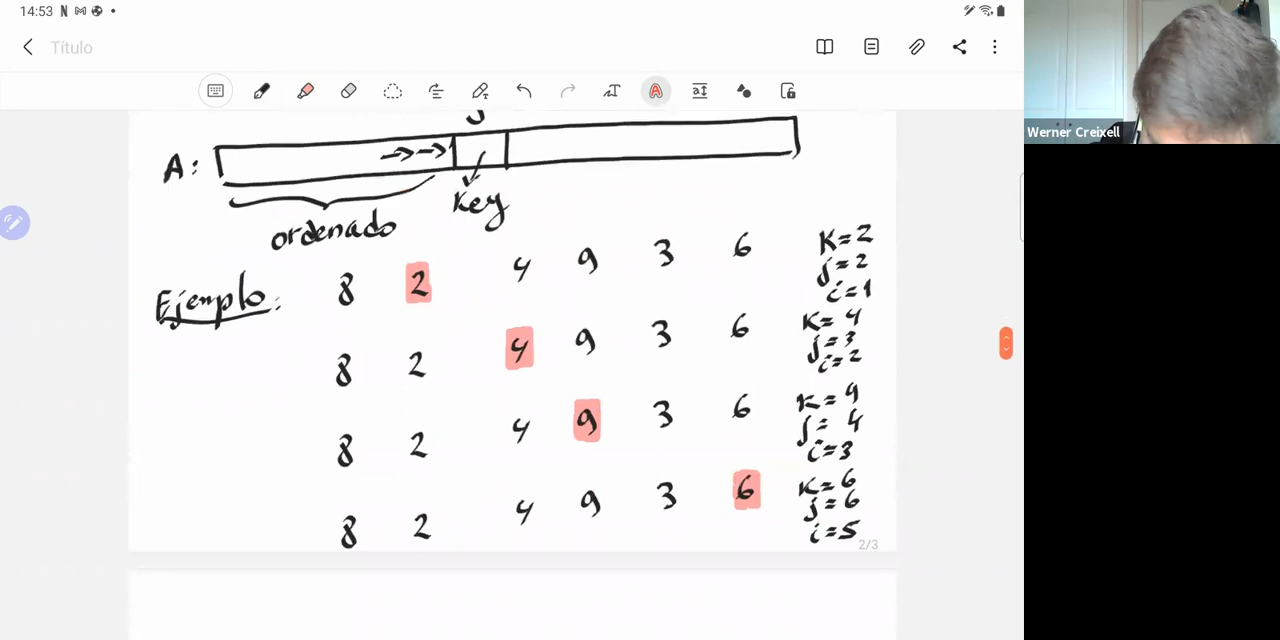 14:53
Título
Werner Creixell
j
A:
ordenado
Key
Ejemplo:
8 2 4 9 3 6 K=2
j=2
i=1
8 2 4 9 3 6 K=4
j=3
i=2
8 2 4 9 3 6 K=9
j=4
i=3
8 2 4 9 3 6 K=6
j=6
i=5
2/3